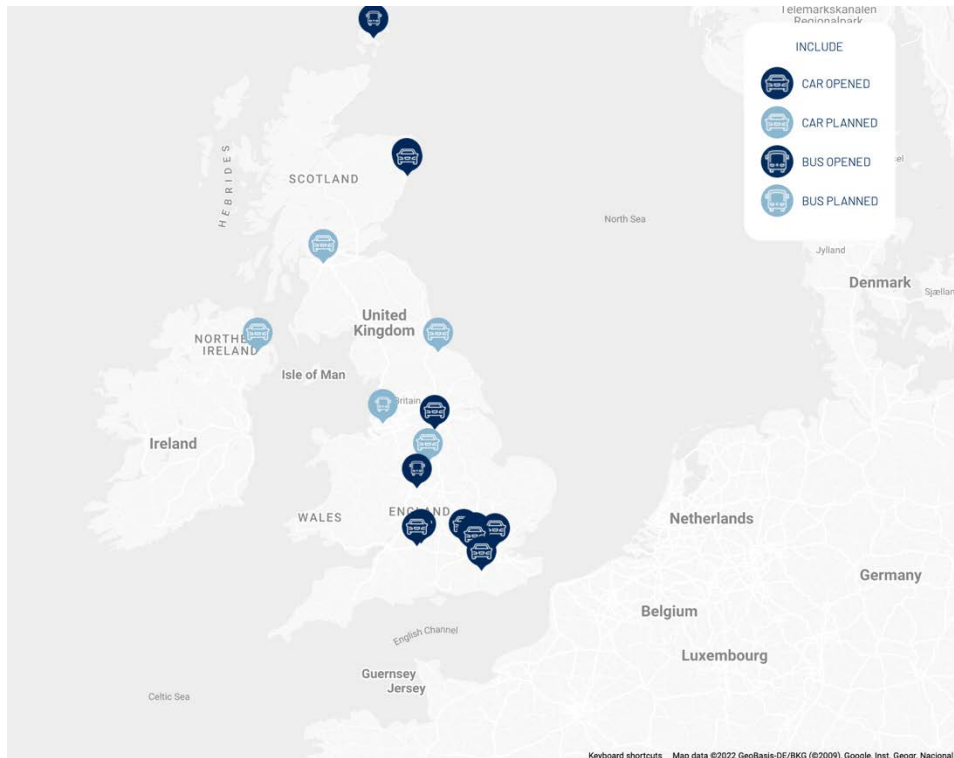 Telemarkskanalen
Regionalpark
INCLUDE
CAR OPENED
CAR PLANNED
BUS OPENED
BUS PLANNED
HEBRIDES
SCOTLAND
North Sea
Jylland
Denmark
Sjællan
United
Kingdom
NORTHE
IRELAND
Isle of Man
Britain
Ireland
WALES
ENGLAND
Netherlands
Germany
Belgium
English Channel
Luxembourg
Guernsey
Jersey
Celtic Sea
Keyboard shortcuts Map data ©2022 GeoBasis-DE/BKG (©2009), Google, Inst. Geogr. Nacional